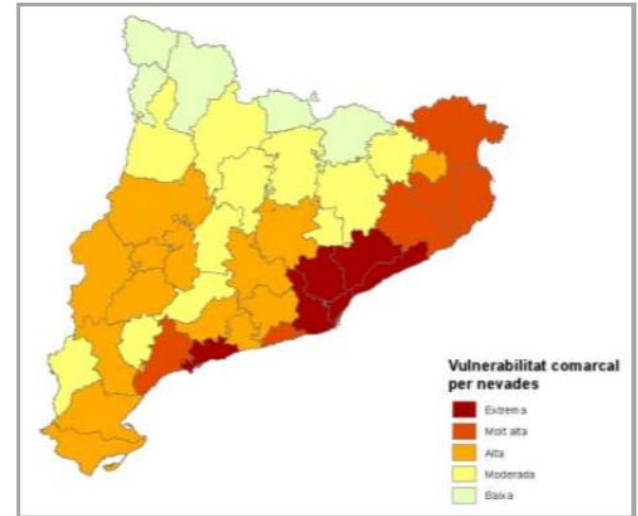 Vulnerabilitat comarcal
per nevades
Extrema
Molt alta
Alta
Moderada
Baixa